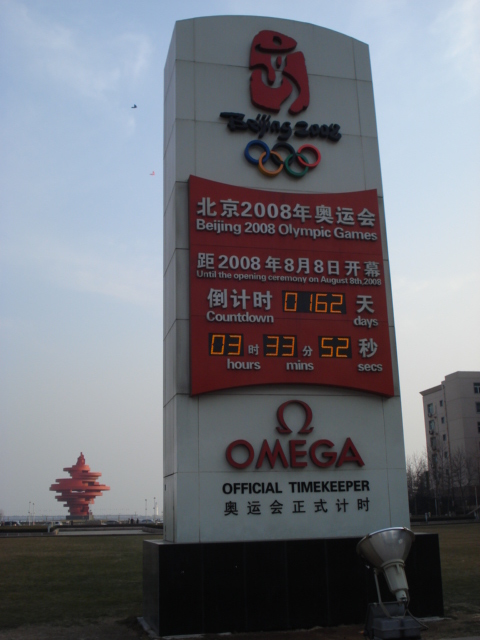 Beijing 2008
北京2008年奥运会
Beijing 2008 Olympic Games
距2008年8月8日开幕
Until the opening ceremony on August 8th,2008
倒计时 0162 天
Countdown days
03 时 33 分 52 秒
hours mins secs
Ω
OMEGA
OFFICIAL TIMEKEEPER
奥运会正式计时